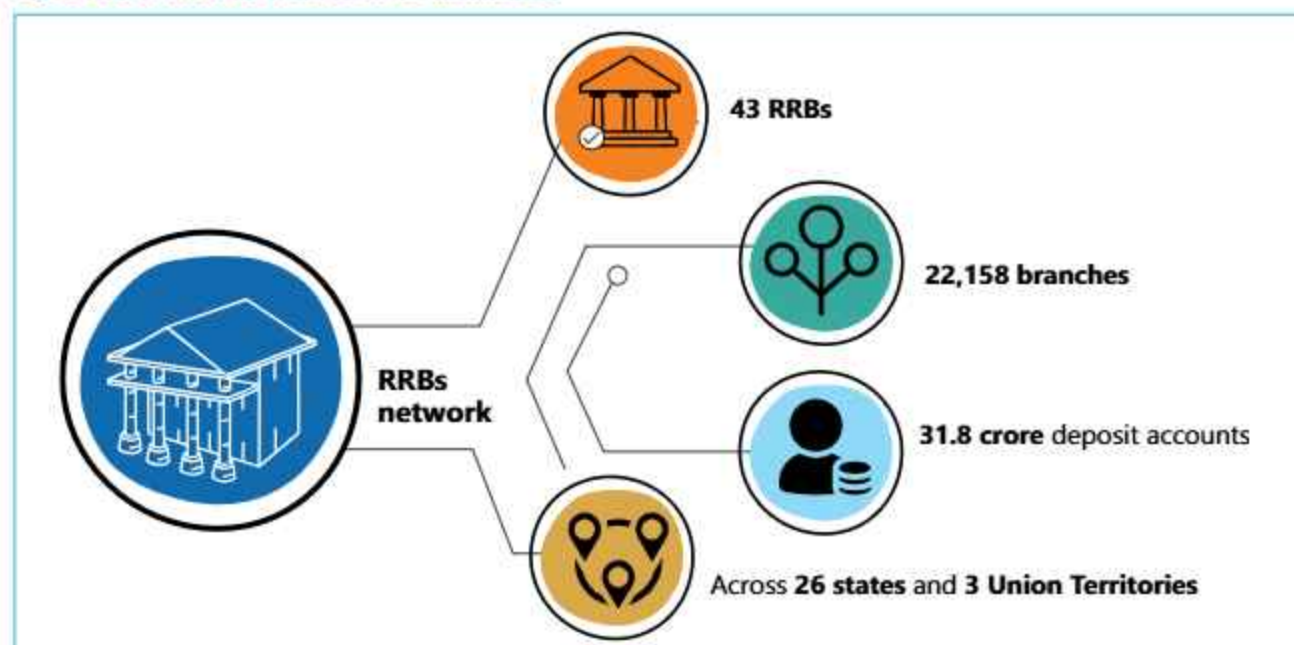 43 RRBs
22,158 branches
RRBs
network
31.8 crore deposit accounts
Across 26 states and 3 Union Territories